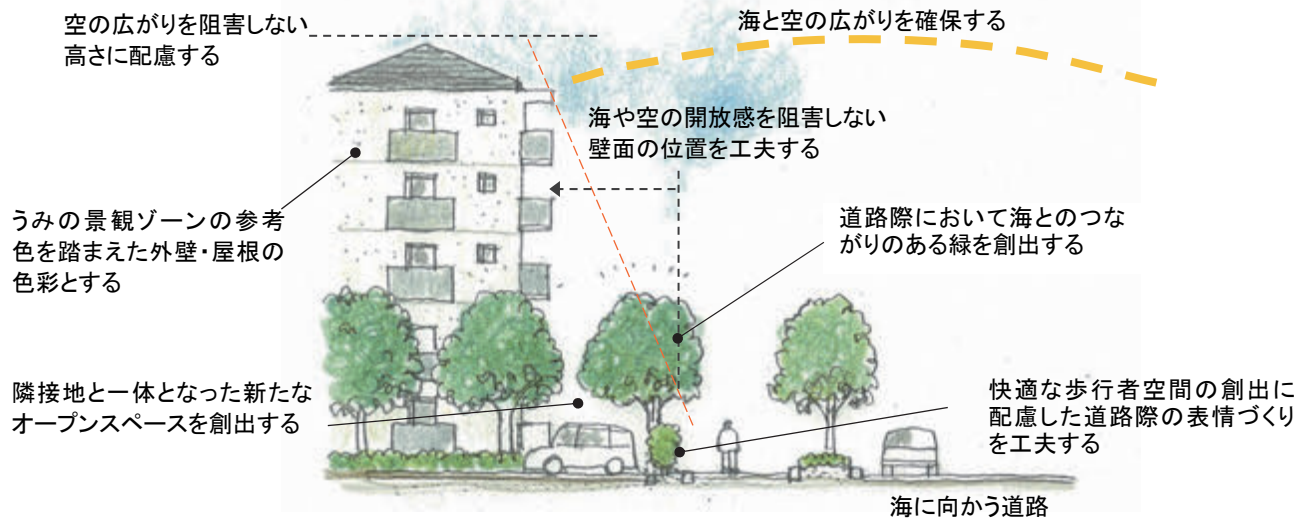 空の広がりを阻害しない
高さに配慮する
海と空の広がりを確保する
海や空の開放感を阻害しない
壁面の位置を工夫する
うみの景観ゾーンの参考
色を踏まえた外壁・屋根の
色彩とする
道路際において海とのつな
がりのある緑を創出する
隣接地と一体となった新たな
オープンスペースを創出する
快適な歩行者空間の創出に
配慮した道路際の表情づくり
を工夫する
海に向かう道路